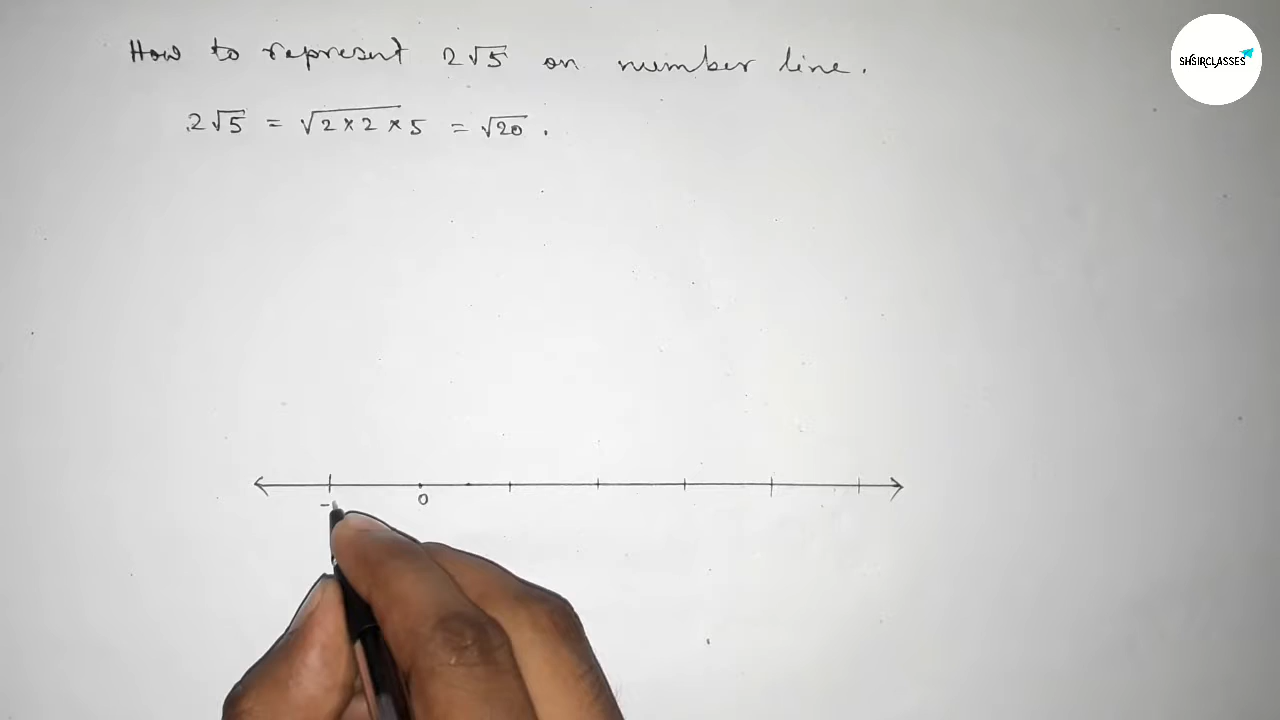 How to represent 2√5 on number line.
2√5 = √2×2×5 = √20.
SHSIRCLASSES
0
-